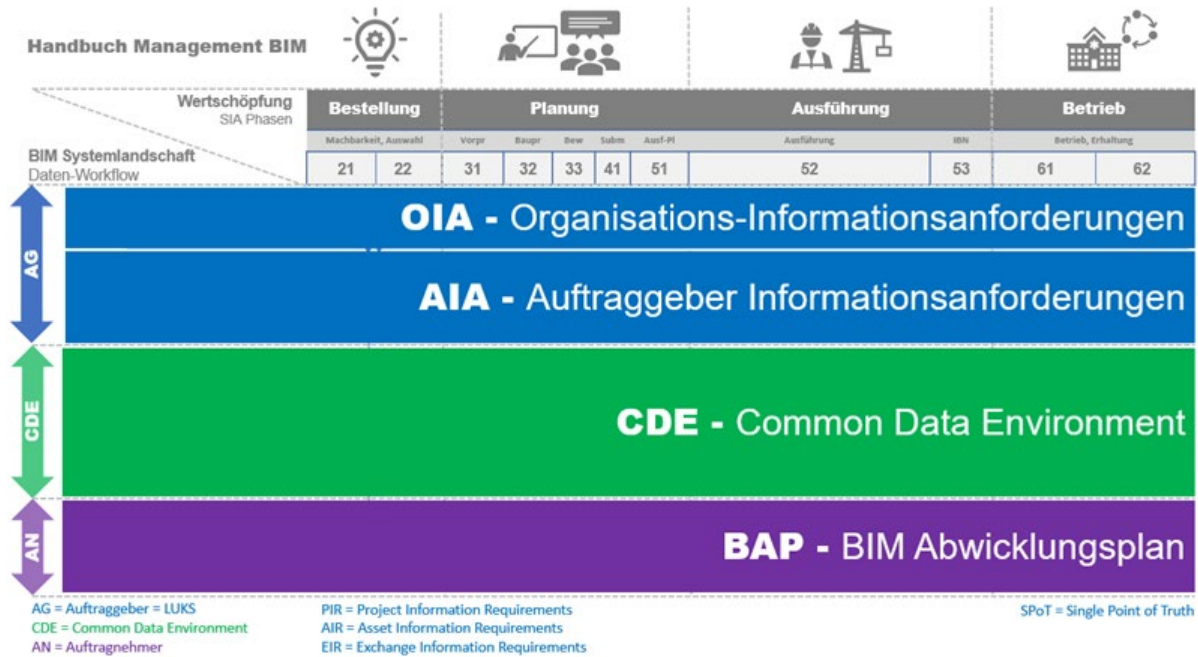 Handbuch Management BIM
Wertschöpfung
SIA Phasen
Bestellung Planung Ausführung Betrieb
Machbarkeit, Auswahl Vorpr Baupr Bew Subm Ausf-Pl Ausführung IBN Betrieb, Erhaltung
BIM Systemlandschaft
Daten-Workflow
21 22 31 32 33 41 51 52 53 61 62
AG
OIA - Organisations-Informationsanforderungen
AIA - Auftraggeber Informationsanforderungen
CDE
CDE - Common Data Environment
AN
BAP - BIM Abwicklungsplan
AG = Auftraggeber = LUKS
CDE = Common Data Environment
AN = Auftragnehmer
PIR = Project Information Requirements
AIR = Asset Information Requirements
EIR = Exchange Information Requirements
SPoT = Single Point of Truth